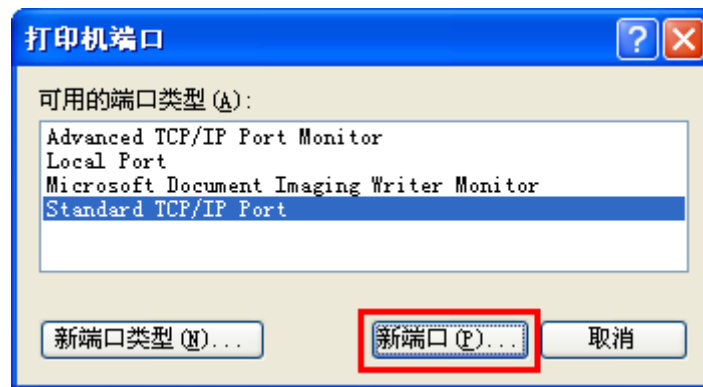 打印机端口
可用的端口类型(A):
Advanced TCP/IP Port Monitor
Local Port
Microsoft Document Imaging Writer Monitor
Standard TCP/IP Port
新端口类型(N)... 新端口(P)... 取消